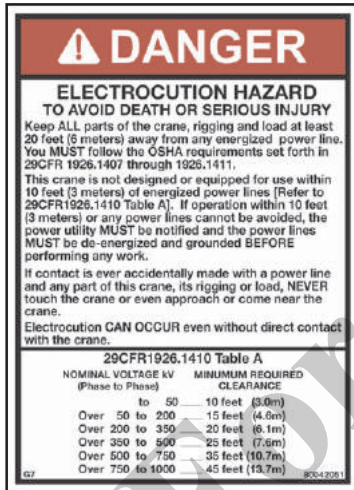 DANGER
ELECTROCUTION HAZARD
TO AVOID DEATH OR SERIOUS INJURY
Keep ALL parts of the crane, rigging and load at least
20 feet (6 meters) away from any energized power line.
You MUST follow the OSHA requirements set forth in
29CFR 1926.1407 through 1926.1411.
This crane is not designed or equipped for use within
10 feet (3 meters) of energized power lines [Refer to
29CFR1926.1410 Table A]. If operation within 10 feet
(3 meters) or any power lines cannot be avoided, the
power utility MUST be notified and the power lines
MUST be de-energized and grounded BEFORE
performing any work.
If contact is ever accidentally made with a power line
and any part of this crane, its rigging or load, NEVER
touch the crane or even approach or come near the
crane.
Electrocution CAN OCCUR even without direct contact
with the crane.
29CFR1926.1410 Table A
NOMINAL VOLTAGE kV MINIMUM REQUIRED
(Phase to Phase) CLEARANCE
to 50 10 feet (3.0m)
Over 50 to 200 15 feet (4.6m)
Over 200 to 350 20 feet (6.1m)
Over 350 to 500 25 feet (7.6m)
Over 500 to 750 35 feet (10.7m)
Over 750 to 1000 45 feet (13.7m)
G7 80042051